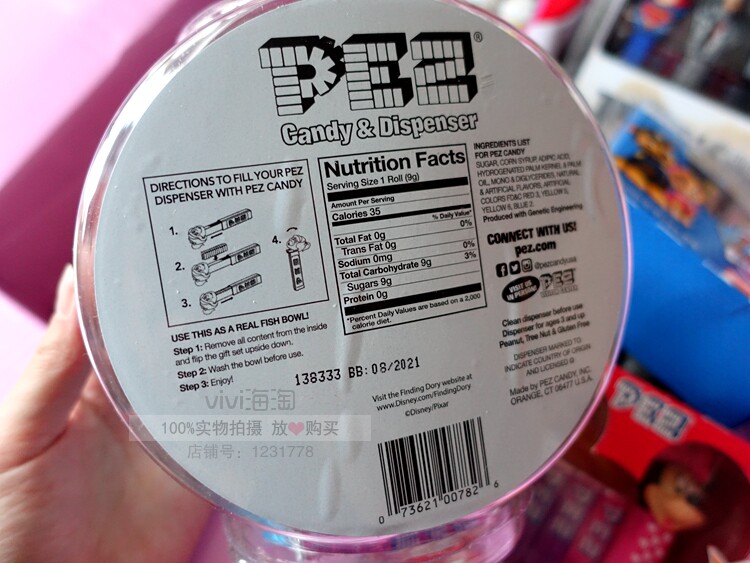 PEZ®
Candy & Dispenser
DIRECTIONS TO FILL YOUR PEZ
DISPENSER WITH PEZ CANDY
1.
2.
3.
4.
USE THIS AS A REAL FISH BOWL!
Step 1: Remove all content from the inside
and flip the gift set upside down.
Step 2: Wash the bowl before use.
Step 3: Enjoy!
Nutrition Facts
Serving Size 1 Roll (9g)
Amount Per Serving
Calories 35
% Daily Value*
Total Fat 0g 0%
Trans Fat 0g
Sodium 0mg 0%
Total Carbohydrate 9g 3%
Sugars 9g
Protein 0g
*Percent Daily Values are based on a 2,000
calorie diet.
138333 BB: 08/2021
Visit the Finding Dory website at
www.Disney.com/FindingDory
©Disney/Pixar
0 73621 00782 6
INGREDIENTS LIST
FOR PEZ CANDY
SUGAR, CORN SYRUP, ADIPIC ACID,
HYDROGENATED PALM KERNEL & PALM
OIL, MONO & DIGLYCERIDES, NATURAL
& ARTIFICIAL FLAVORS, ARTIFICIAL
COLORS FD&C RED 3, YELLOW 5,
YELLOW 6, BLUE 2.
Produced with Genetic Engineering
CONNECT WITH US!
pez.com
@pezcandyusa
VISIT US
IN PERSON!
PEZ
Clean dispenser before use
Dispenser for ages 3 and up
Peanut, Tree Nut & Gluten Free
DISPENSER MARKED TO
INDICATE COUNTRY OF ORIGIN
AND LICENSED ©
Made by PEZ CANDY, INC.
ORANGE, CT 06477 U.S.A.
vivi海淘
100%实物拍摄 放❤购买
店铺号：1231778
PEZ